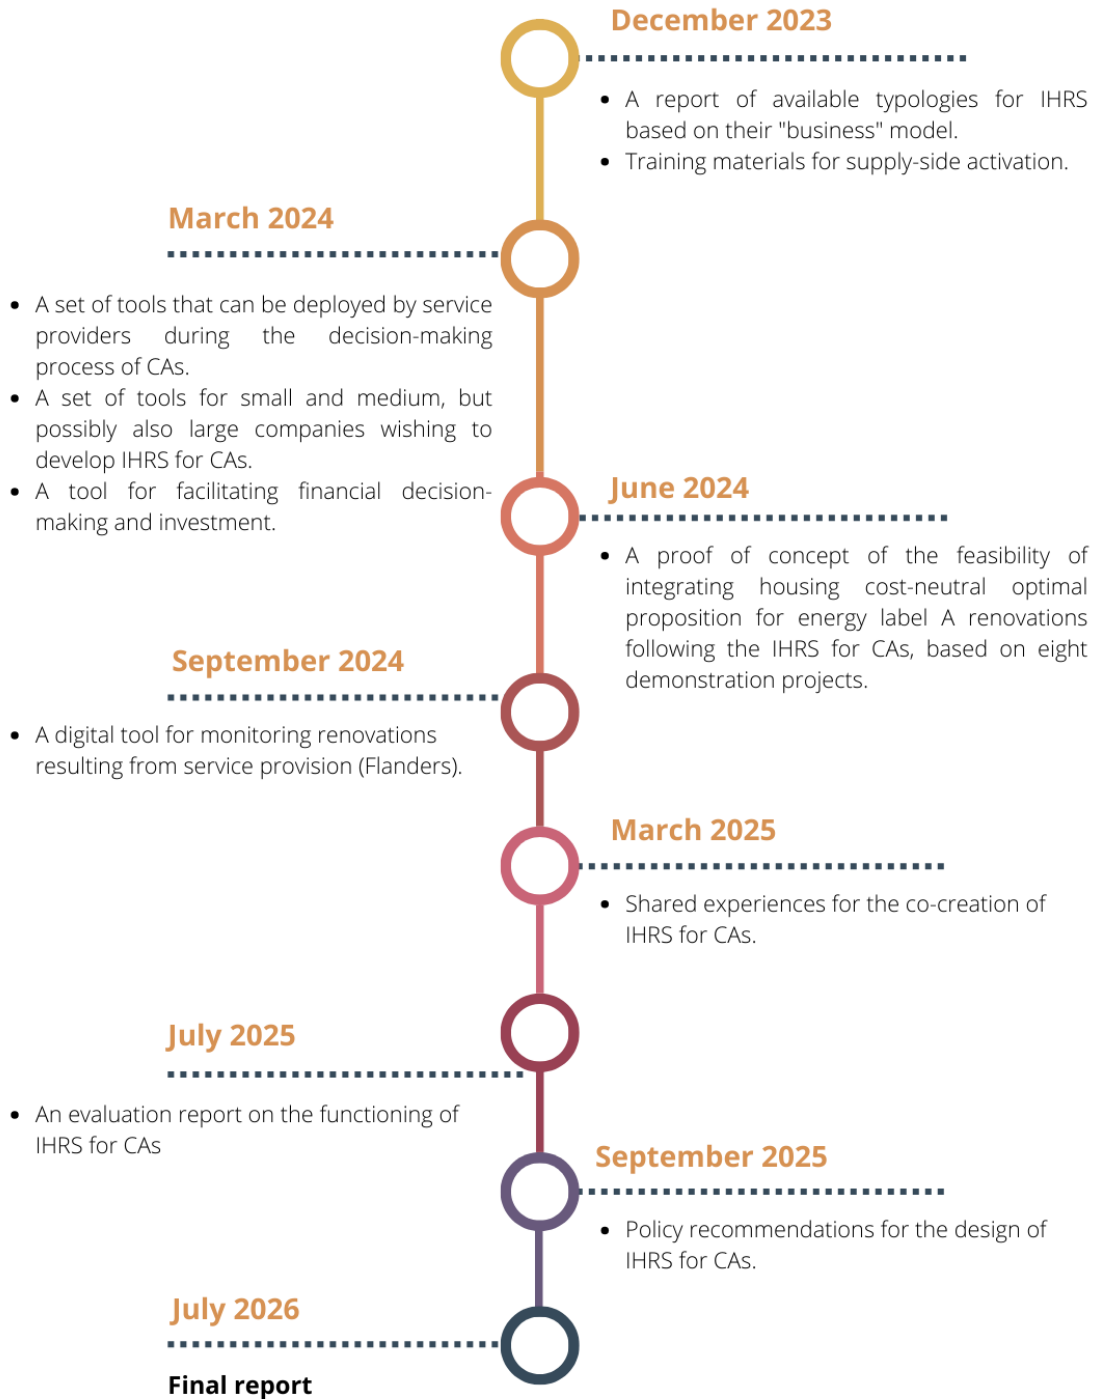 December 2023
• A report of available typologies for IHRS
based on their "business" model.
• Training materials for supply-side activation.
March 2024
• A set of tools that can be deployed by service
providers during the decision-making
process of CAs.
• A set of tools for small and medium, but
possibly also large companies wishing to
develop IHRS for CAs.
• A tool for facilitating financial decision-
making and investment.
June 2024
• A proof of concept of the feasibility of
integrating housing cost-neutral optimal
proposition for energy label A renovations
following the IHRS for CAs, based on eight
demonstration projects.
September 2024
• A digital tool for monitoring renovations
resulting from service provision (Flanders).
March 2025
• Shared experiences for the co-creation of
IHRS for CAs.
July 2025
• An evaluation report on the functioning of
IHRS for CAs
September 2025
• Policy recommendations for the design of
IHRS for CAs.
July 2026
Final report